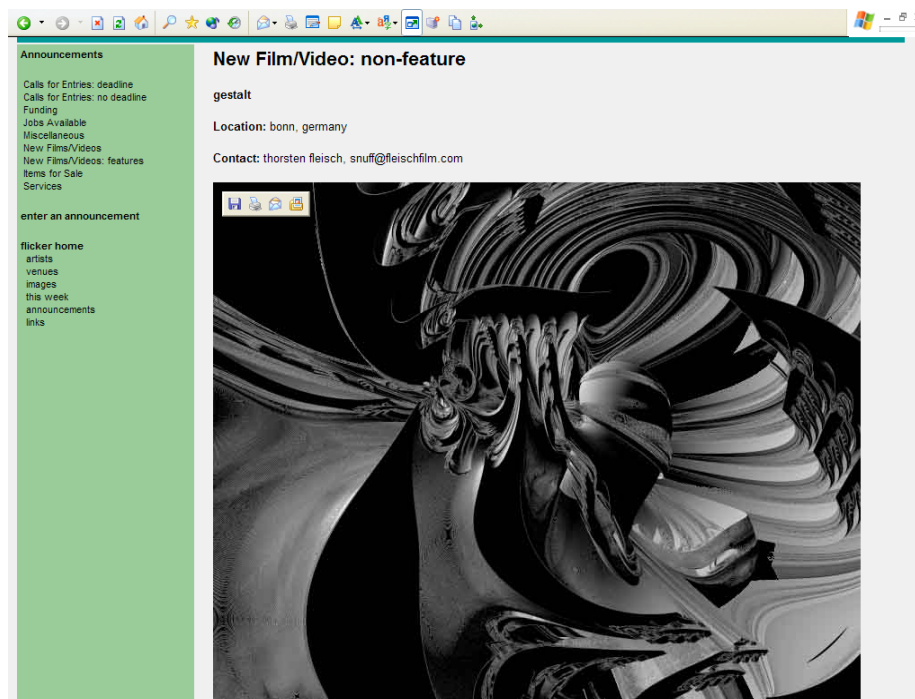 Announcements
Calls for Entries: deadline
Calls for Entries: no deadline
Funding
Jobs Available
Miscellaneous
New Films/Videos
New Films/Videos: features
Items for Sale
Services
enter an announcement
flicker home
artists
venues
images
this week
announcements
links
New Film/Video: non-feature
gestalt
Location: bonn, germany
Contact: thorsten fleisch, snuff@fleischfilm.com